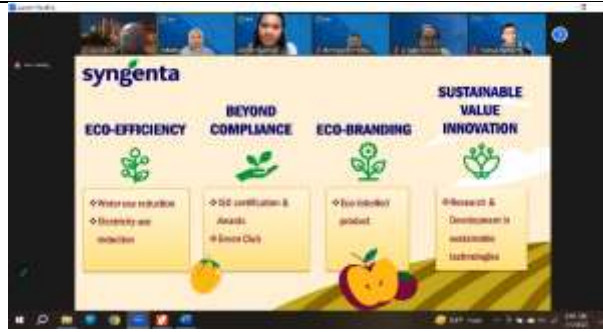 syngenta
ECO-EFFICIENCY
❖Water use reduction
❖Electricity use
reduction
BEYOND
COMPLIANCE
certification &
Awards
❖Green Club
ECO-BRANDING
❖Eco-labelled
product
SUSTAINABLE
VALUE
INNOVATION
❖Research &
Development in
sustainable
technologies